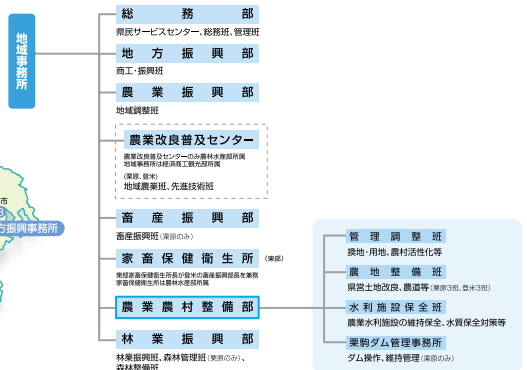 地域事務所
総務部
県民サービスセンター、総務班、管理班
地方振興部
商工・振興班
農業振興部
地域調整班
農業改良普及センター
農業改良普及センターのみ農林水産部所属
地域事務所は経済商工観光部所属
(栗原、登米)
地域農業班、先進技術班
畜産振興部
畜産振興班(栗原のみ)
家畜保健衛生所 (東部)
東部家畜保健衛生所長が登米の畜産振興部長を兼務
家畜保健衛生所は農林水産部所属
農業農村整備部
林業振興部
林業振興班、森林管理班(栗原のみ)、
森林整備班
管理調整班
換地・用地、農村活性化等
農地整備班
県営土地改良、農道等(栗原3班、登米3班)
水利施設保全班
農業水利施設の維持保全、水質保全対策等
栗駒ダム管理事務所
ダム操作、維持管理(栗原のみ)
市
方振興事務所